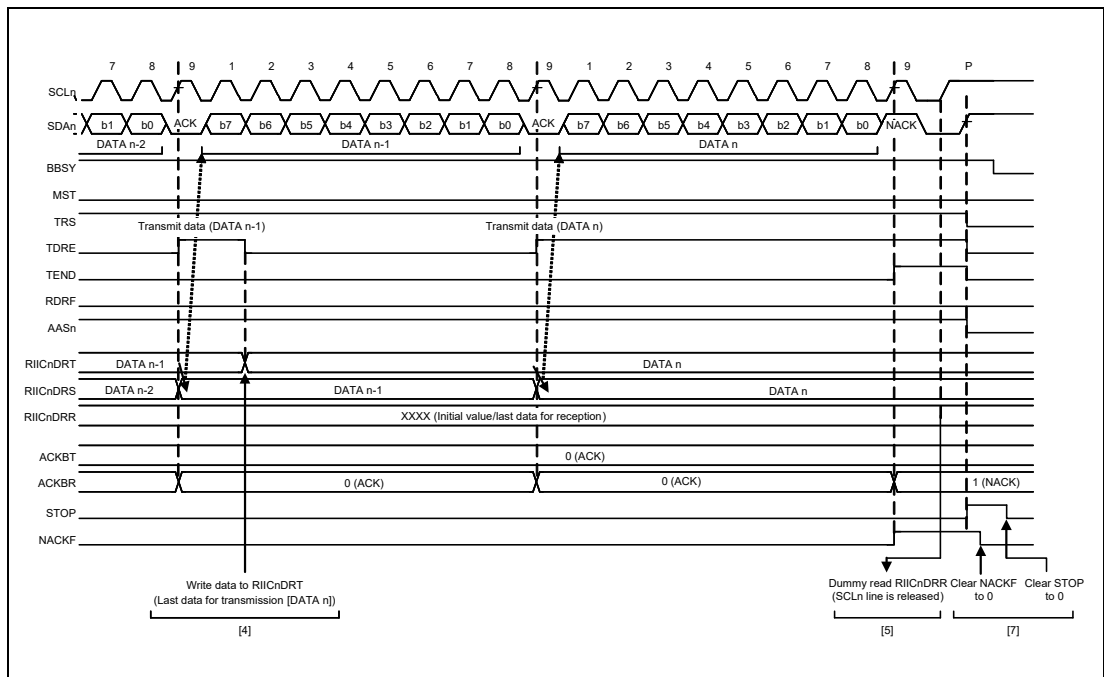 7 8 9 1 2 3 4 5 6 7 8 9 1 2 3 4 5 6 7 8 9 P
SCLn
SDAn b1 b0 ACK b7 b6 b5 b4 b3 b2 b1 b0 ACK b7 b6 b5 b4 b3 b2 b1 b0 NACK
DATA n-2 DATA n-1 DATA n
BBSY
MST
TRS
Transmit data (DATA n-1) Transmit data (DATA n)
TDRE
TEND
RDRF
AASn
RIICnDRT DATA n-1 DATA n
RIICnDRS DATA n-2 DATA n-1 DATA n
RIICnDRR XXXX (Initial value/last data for reception)
ACKBT 0 (ACK)
ACKBR 0 (ACK) 0 (ACK) 1 (NACK)
STOP
NACKF
Write data to RIICnDRT
(Last data for transmission [DATA n])
[4]
Dummy read RIICnDRR
(SCLn line is released)
[5]
Clear NACKF
to 0
Clear STOP
to 0
[7]